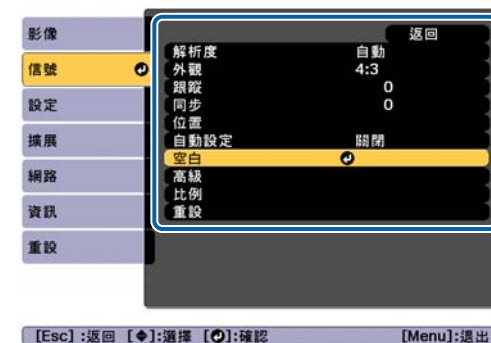 影像
信號
設定
擴展
網路
資訊
重設
返回
解析度 自動
外觀 4:3
跟蹤 0
同步 0
位置
自動設定 關閉
空白
高級
比例
重設
[Esc] :返回 [◆]:選擇 [⏎]:確認 [Menu]:退出